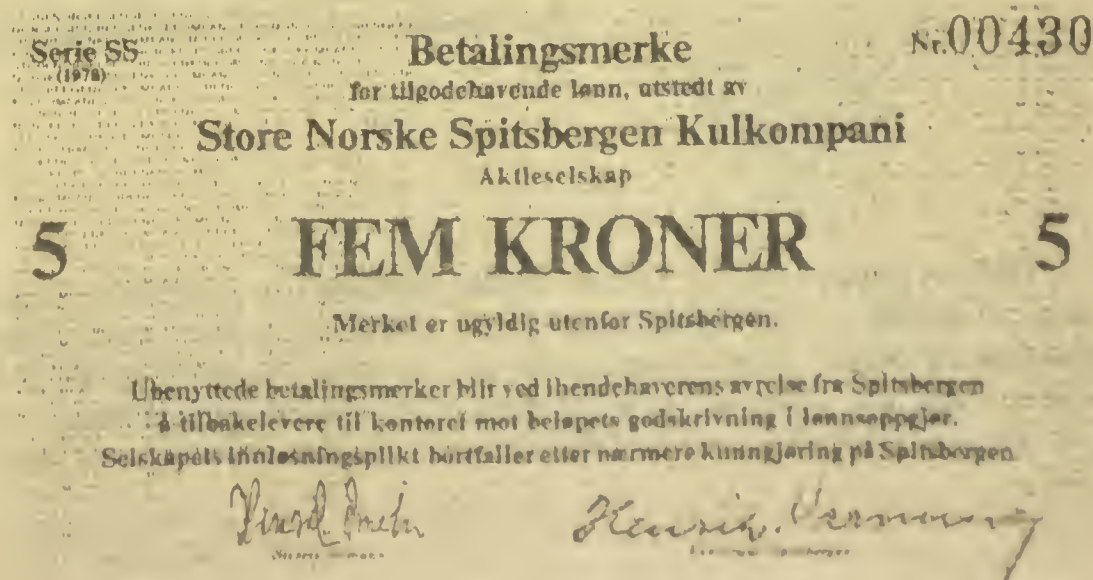 Serie SS
(1978)
Betalingsmerke
Nr. 00430
for tilgodehavende lønn, utstedt av
Store Norske Spitsbergen Kulkompani
Aktieselskap
5 FEM KRONER 5
Merket er ugyldig utenfor Spitsbergen.
Ubenyttede betalingsmerker blir ved ihendehaverens avreise fra Spitsbergen
å tilbakelevere til kontoret mot beløpets godskrivning i lønnsoppgjør.
Selskapets innløsningsplikt bortfaller etter nærmere kunngjøring på Spitsbergen.
Henrik